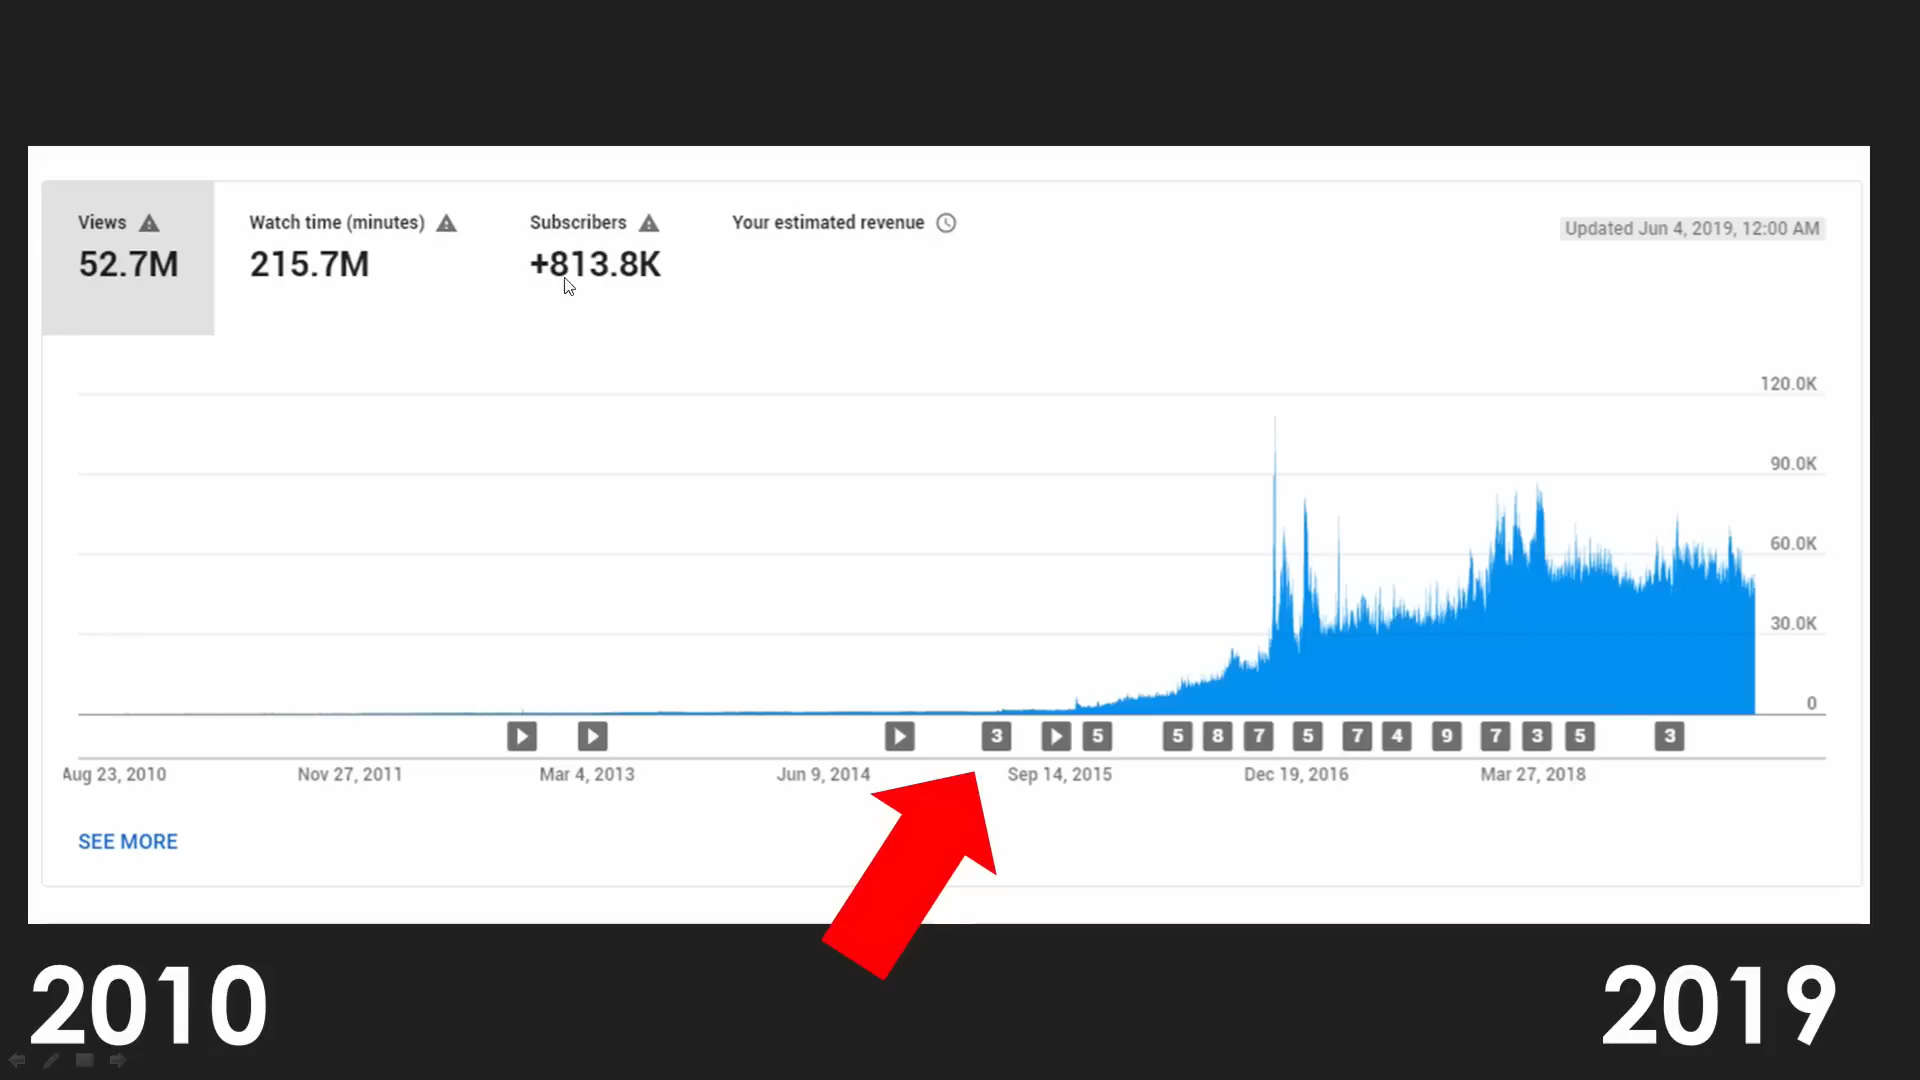 Views Watch time (minutes) Subscribers Your estimated revenue Updated Jun 4, 2019, 12:00 AM
52.7M 215.7M +813.8K
120.0K
90.0K
60.0K
30.0K
0
3 5 5 8 7 5 7 4 9 7 3 5 3
Aug 23, 2010 Nov 27, 2011 Mar 4, 2013 Jun 9, 2014 Sep 14, 2015 Dec 19, 2016 Mar 27, 2018
SEE MORE
2010 2019